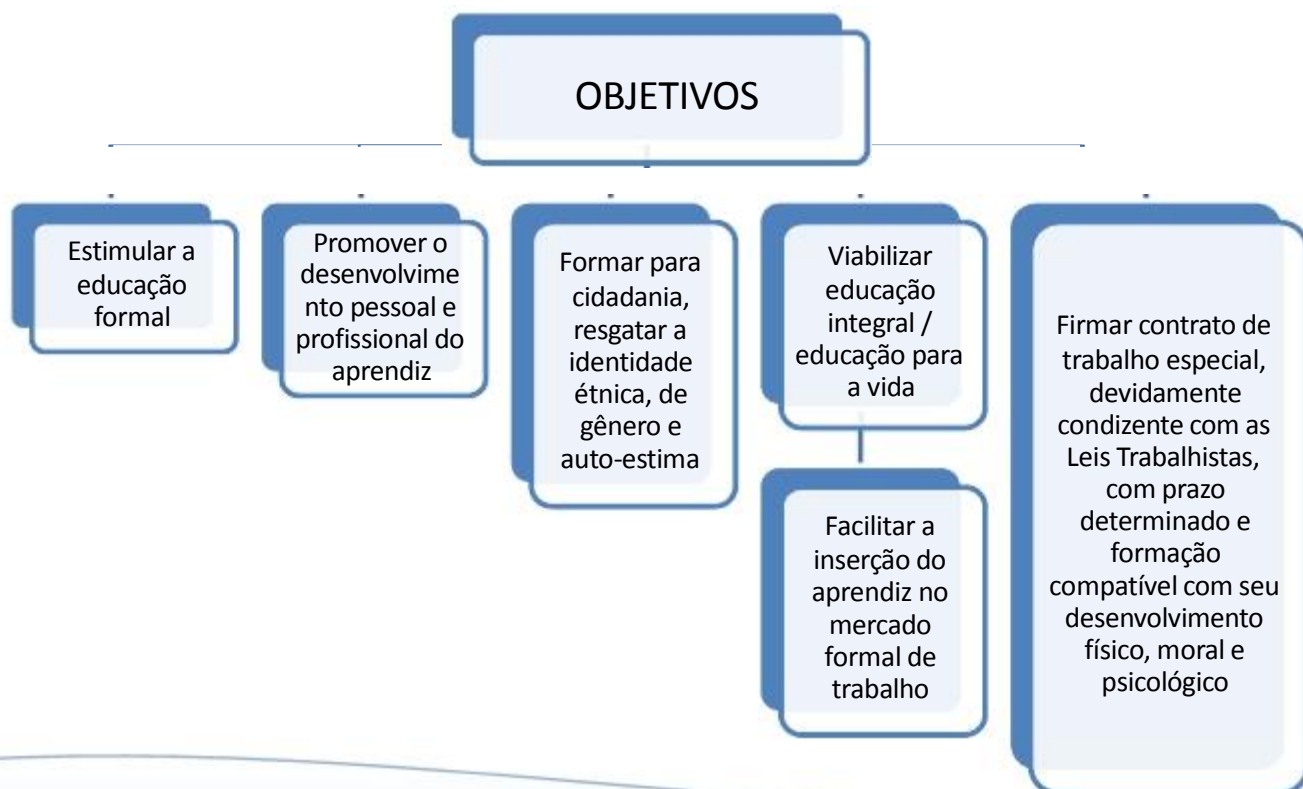 OBJETIVOS
Estimular a
educação
formal
Promover o
desenvolvime
nto pessoal e
profissional do
aprendiz
Formar para
cidadania,
resgatar a
identidade
étnica, de
gênero e
auto-estima
Viabilizar
educação
integral /
educação para
a vida
Facilitar a
inserção do
aprendiz no
mercado
formal de
trabalho
Firmar contrato de
trabalho especial,
devidamente
condizente com as
Leis Trabalhistas,
com prazo
determinado e
formação
compatível com seu
desenvolvimento
físico, moral e
psicológico